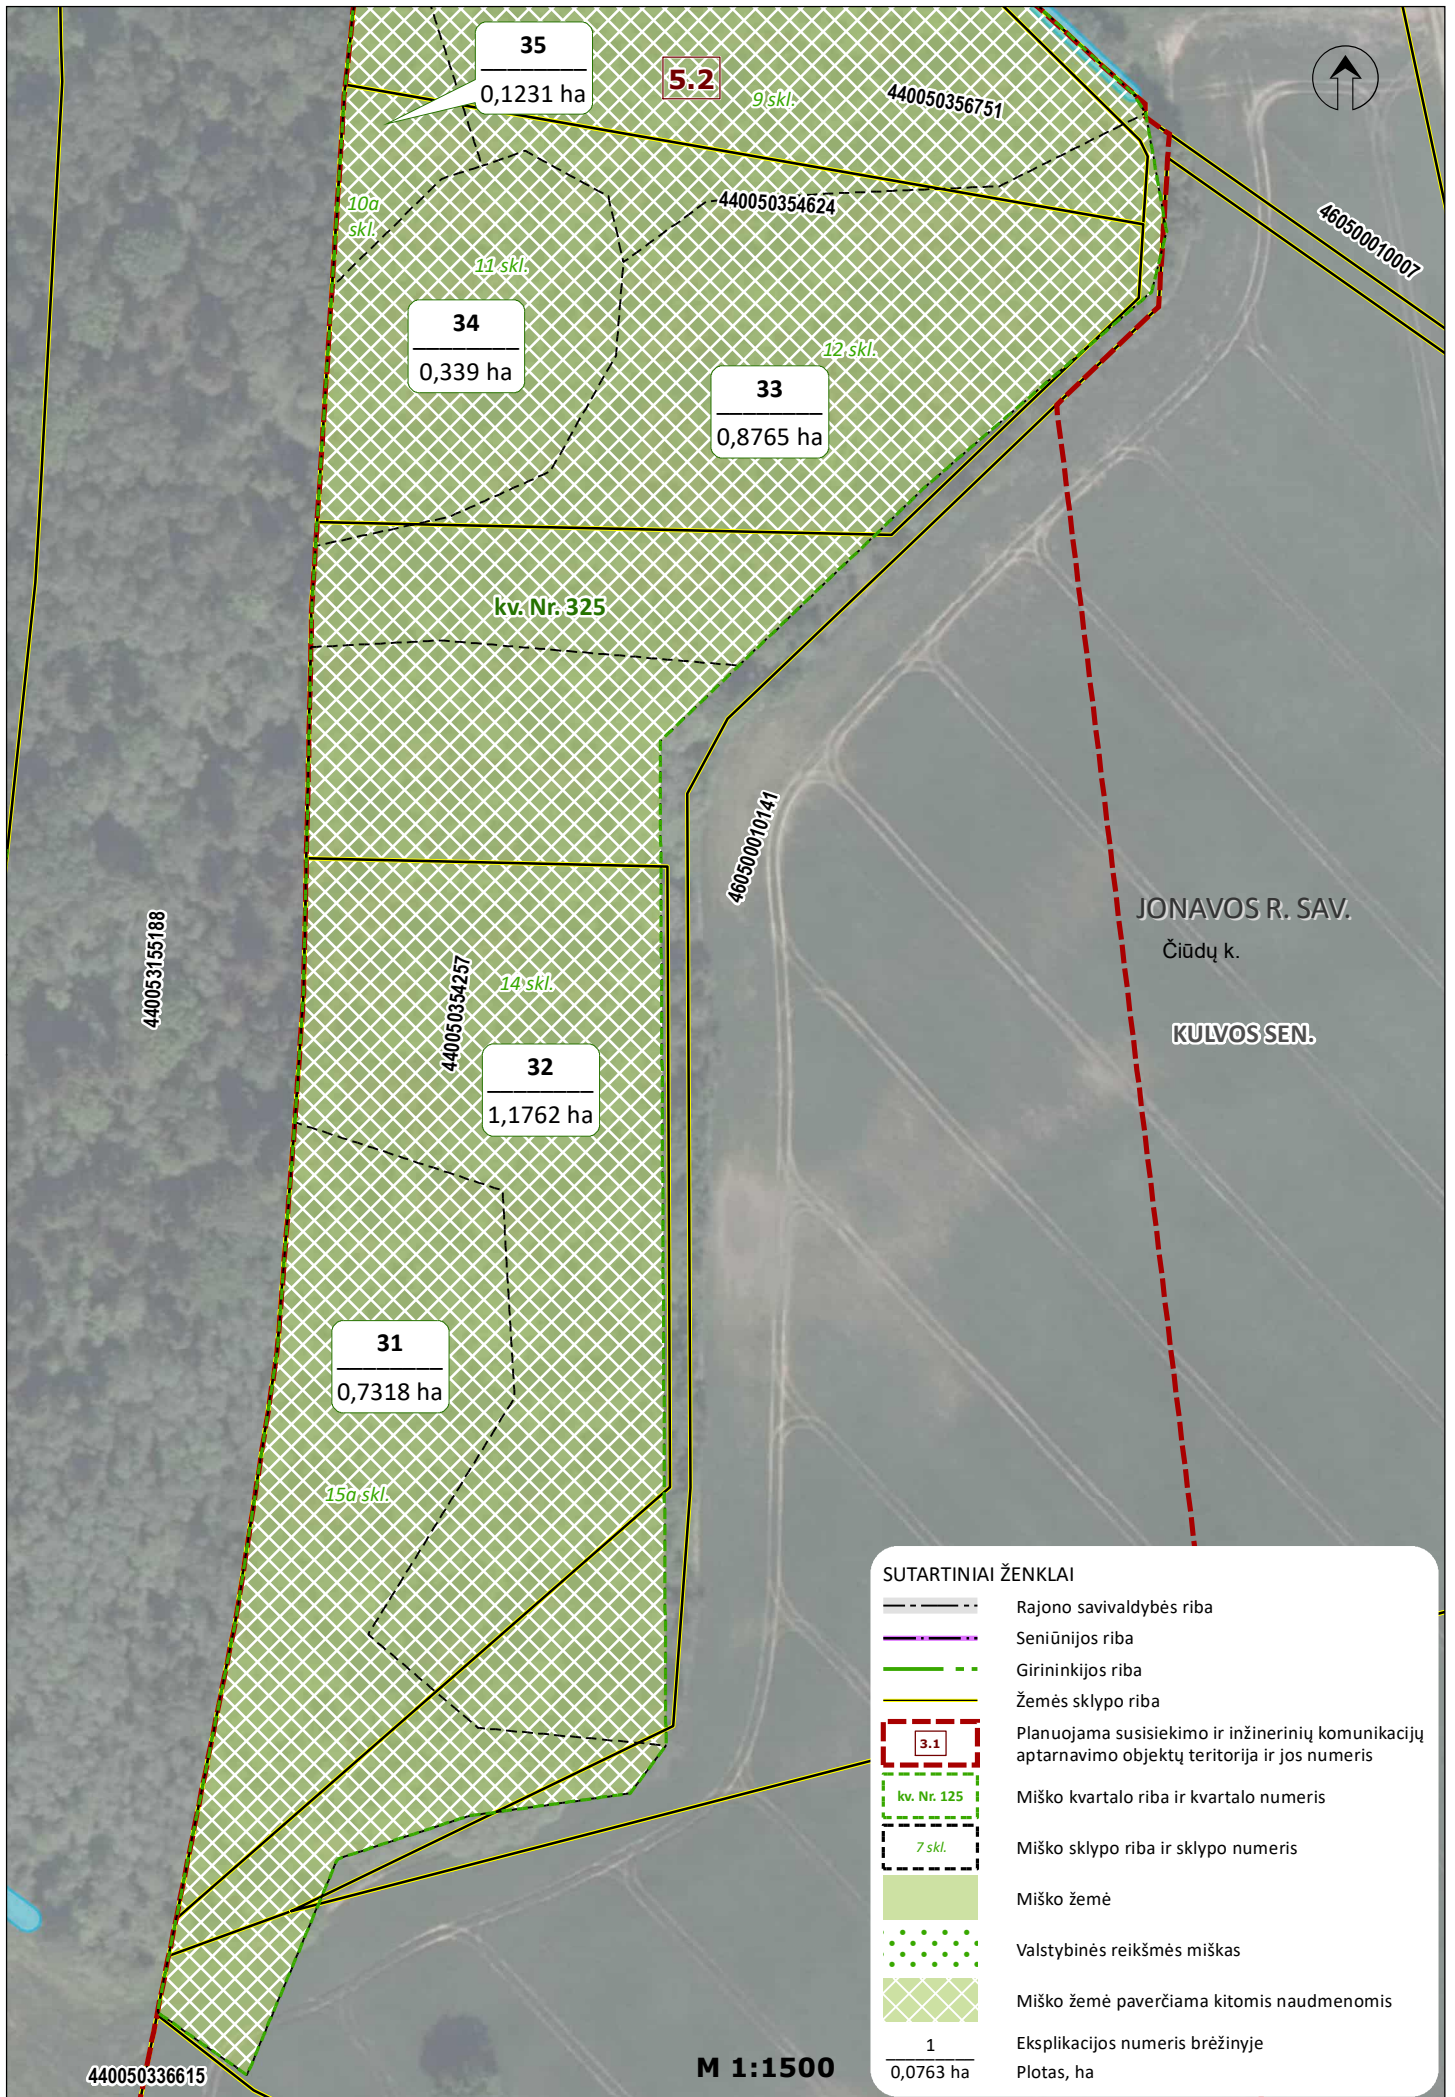 35
0,1231 ha
5.2
9 skl.
440050356751
440050354624
460500010007
10a
skl.
11 skl.
34
0,339 ha
12 skl.
33
0,8765 ha
kv. Nr. 325
460500010141
JONAVOS R. SAV.
Čiūdų k.
KULVOS SEN.
440053155188
440050354257
14 skl.
32
1,1762 ha
31
0,7318 ha
15a skl.
440050336615
M 1:1500
SUTARTINIAI ŽENKLAI
Rajono savivaldybės riba
Seniūnijos riba
Girininkijos riba
Žemės sklypo riba
3.1
Planuojama susisiekimo ir inžinerinių komunikacijų
aptarnavimo objektų teritorija ir jos numeris
kv. Nr. 125
Miško kvartalo riba ir kvartalo numeris
7 skl.
Miško sklypo riba ir sklypo numeris
Miško žemė
Valstybinės reikšmės miškas
Miško žemė paverčiama kitomis naudmenomis
1
Eksplikacijos numeris brėžinyje
0,0763 ha
Plotas, ha